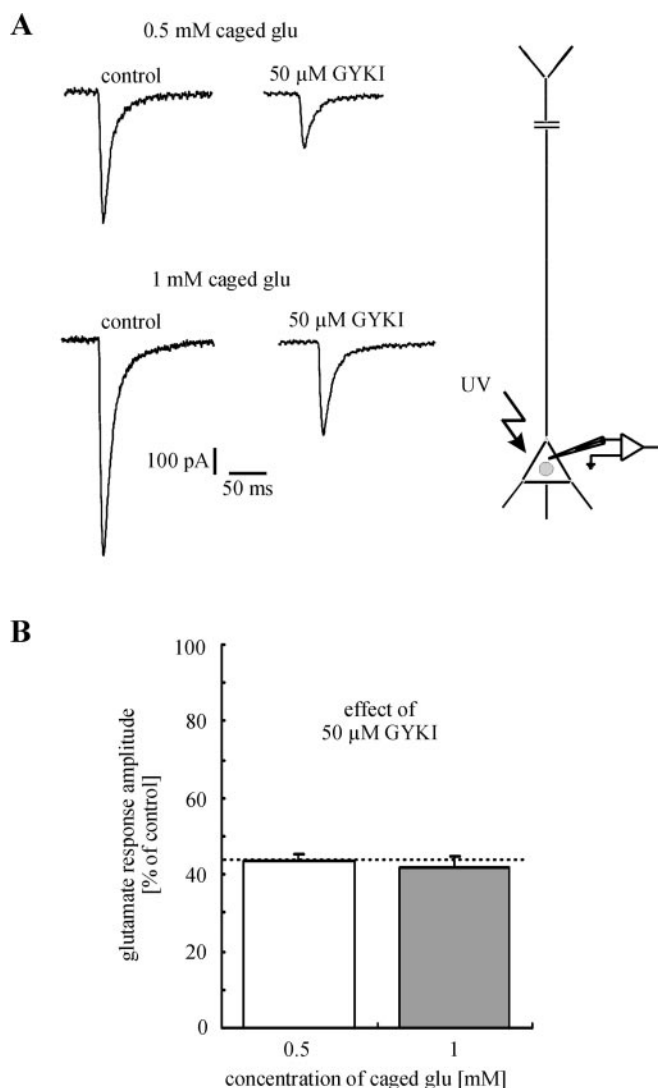 A
0.5 mM caged glu
control
50 µM GYKI
1 mM caged glu
control
50 µM GYKI
100 pA
50 ms
UV
B
glutamate response amplitude
[% of control]
100
80
60
40
20
0
effect of
50 µM GYKI
0.5
1
concentration of caged glu [mM]